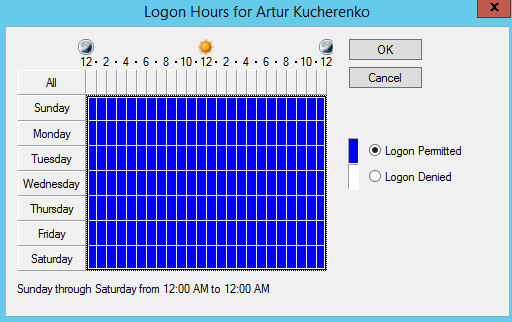 Logon Hours for Artur Kucherenko
x
OK
12 · 2 · 4 · 6 · 8 · 10 · 12 · 2 · 4 · 6 · 8 · 10 · 12
Cancel
All
Sunday
Monday
Tuesday
Wednesday
Thursday
Friday
Saturday
Logon Permitted
Logon Denied
Sunday through Saturday from 12:00 AM to 12:00 AM